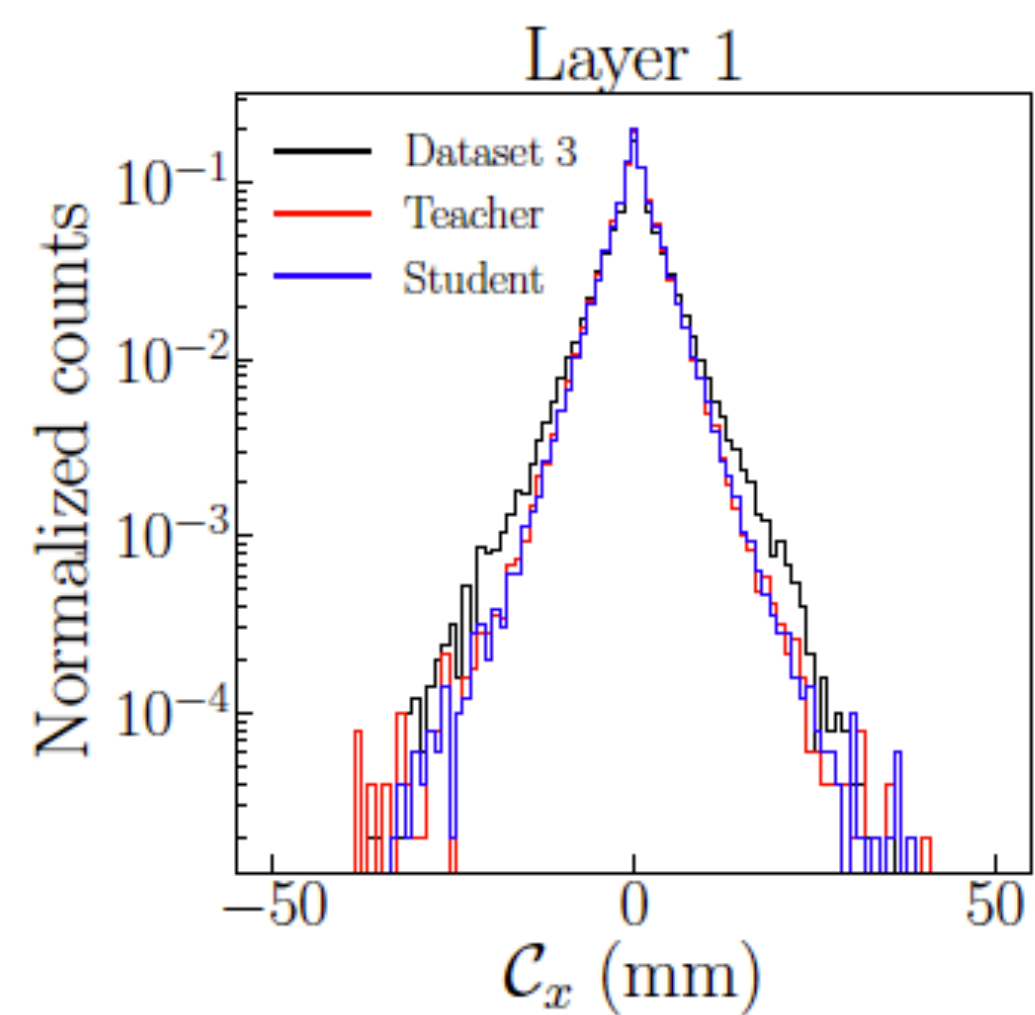 Layer 1
Dataset 3
Teacher
Student
10⁻¹
10⁻²
10⁻³
10⁻⁴
Normalized counts
−50 0 50
𝒞ₓ (mm)